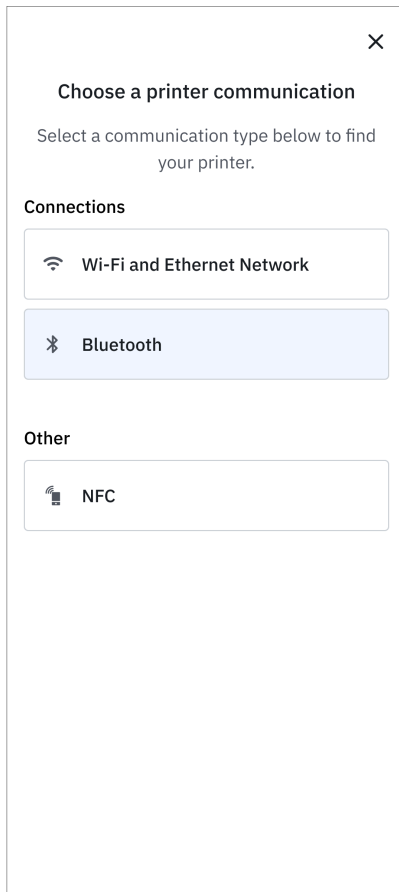 Choose a printer communication
Select a communication type below to find
your printer.
Connections
Wi-Fi and Ethernet Network
Bluetooth
Other
NFC